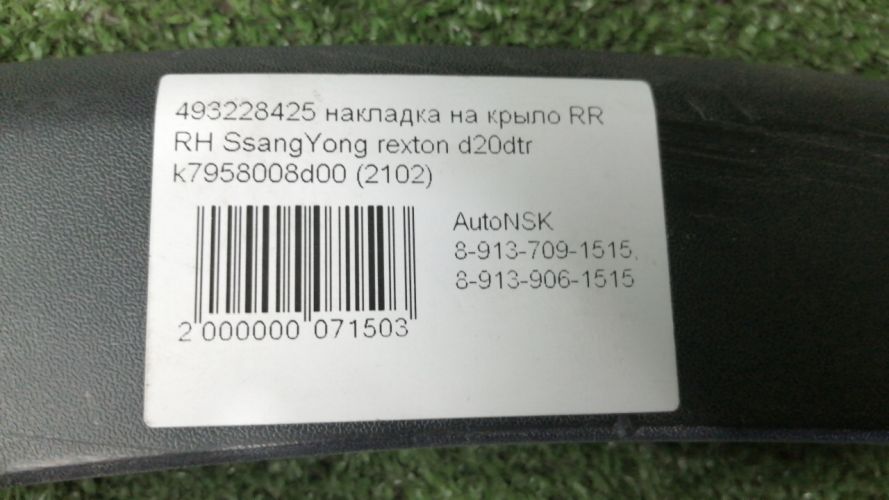 493228425 накладка на крыло RR
RH SsangYong rexton d20dtr
k7958008d00 (2102)
AutoNSK
8-913-709-1515,
8-913-906-1515
2 000000 071503